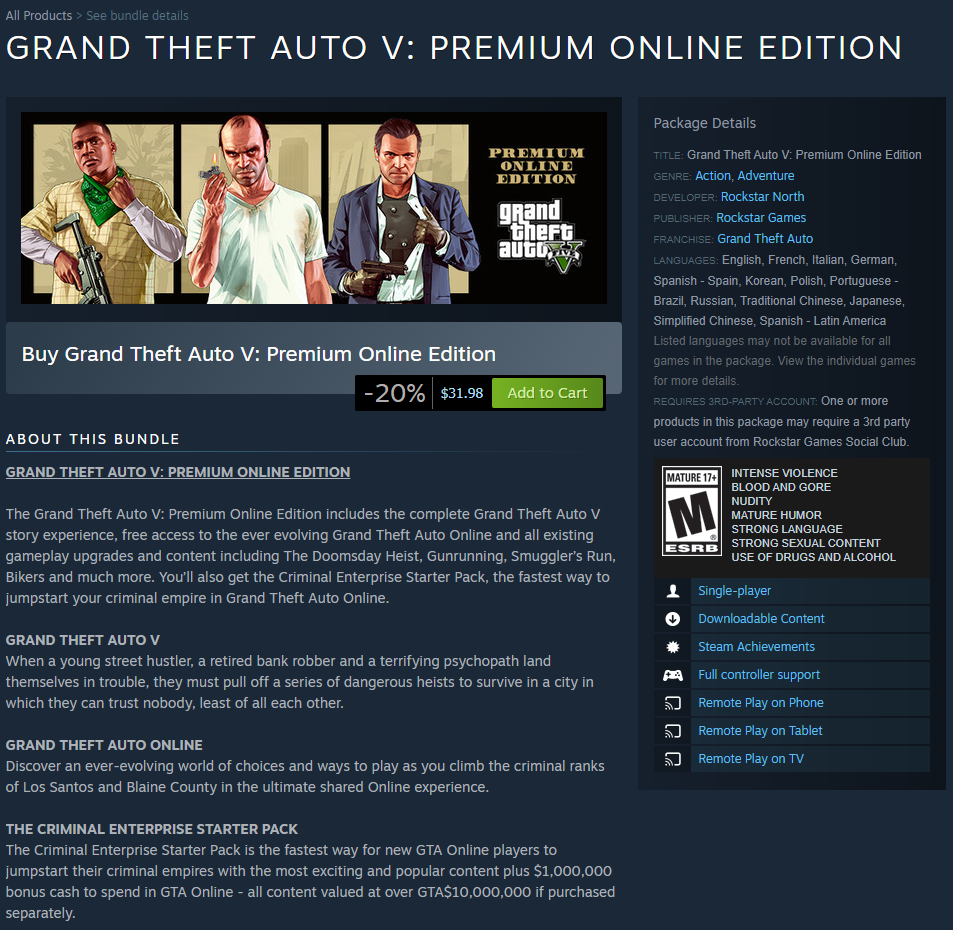 All Products > See bundle details
GRAND THEFT AUTO V: PREMIUM ONLINE EDITION
PREMIUM
ONLINE
EDITION
grand
theft
auto V
FIVE
Buy Grand Theft Auto V: Premium Online Edition
-20% $31.98 Add to Cart
ABOUT THIS BUNDLE
GRAND THEFT AUTO V: PREMIUM ONLINE EDITION
The Grand Theft Auto V: Premium Online Edition includes the complete Grand Theft Auto V
story experience, free access to the ever evolving Grand Theft Auto Online and all existing
gameplay upgrades and content including The Doomsday Heist, Gunrunning, Smuggler's Run,
Bikers and much more. You'll also get the Criminal Enterprise Starter Pack, the fastest way to
jumpstart your criminal empire in Grand Theft Auto Online.
GRAND THEFT AUTO V
When a young street hustler, a retired bank robber and a terrifying psychopath land
themselves in trouble, they must pull off a series of dangerous heists to survive in a city in
which they can trust nobody, least of all each other.
GRAND THEFT AUTO ONLINE
Discover an ever-evolving world of choices and ways to play as you climb the criminal ranks
of Los Santos and Blaine County in the ultimate shared Online experience.
THE CRIMINAL ENTERPRISE STARTER PACK
The Criminal Enterprise Starter Pack is the fastest way for new GTA Online players to
jumpstart their criminal empires with the most exciting and popular content plus $1,000,000
bonus cash to spend in GTA Online - all content valued at over GTA$10,000,000 if purchased
separately.
Package Details
TITLE: Grand Theft Auto V: Premium Online Edition
GENRE: Action, Adventure
DEVELOPER: Rockstar North
PUBLISHER: Rockstar Games
FRANCHISE: Grand Theft Auto
LANGUAGES: English, French, Italian, German,
Spanish - Spain, Korean, Polish, Portuguese -
Brazil, Russian, Traditional Chinese, Japanese,
Simplified Chinese, Spanish - Latin America
Listed languages may not be available for all
games in the package. View the individual games
for more details.
REQUIRES 3RD-PARTY ACCOUNT: One or more
products in this package may require a 3rd party
user account from Rockstar Games Social Club.
MATURE 17+
M
®
ESRB
INTENSE VIOLENCE
BLOOD AND GORE
NUDITY
MATURE HUMOR
STRONG LANGUAGE
STRONG SEXUAL CONTENT
USE OF DRUGS AND ALCOHOL
Single-player
Downloadable Content
Steam Achievements
Full controller support
Remote Play on Phone
Remote Play on Tablet
Remote Play on TV